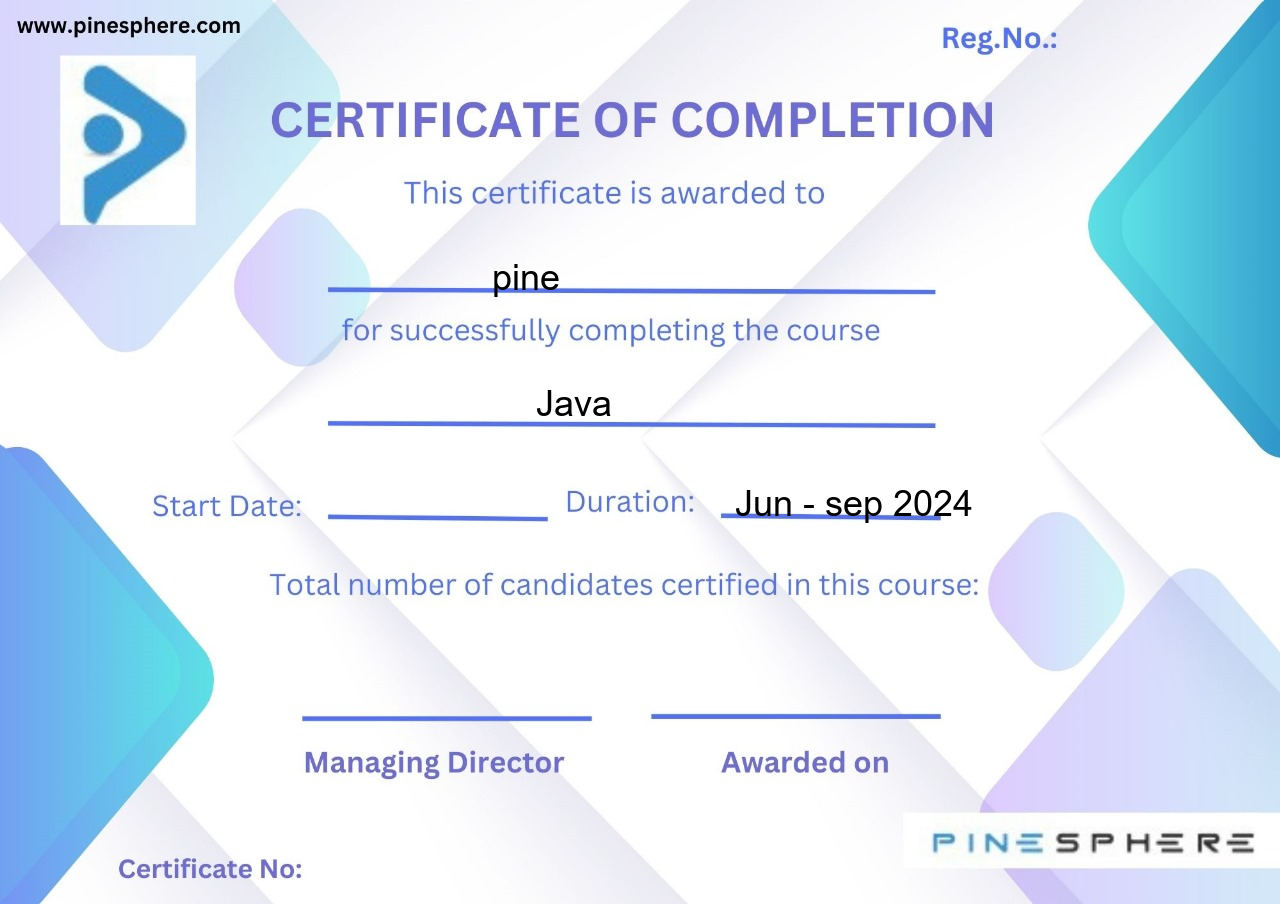 www.pinesphere.com
Reg.No.:
CERTIFICATE OF COMPLETION
This certificate is awarded to
pine
for successfully completing the course
Java
Start Date: Duration: Jun - sep 2024
Total number of candidates certified in this course:
Managing Director Awarded on
PINESPHERE
Certificate No: